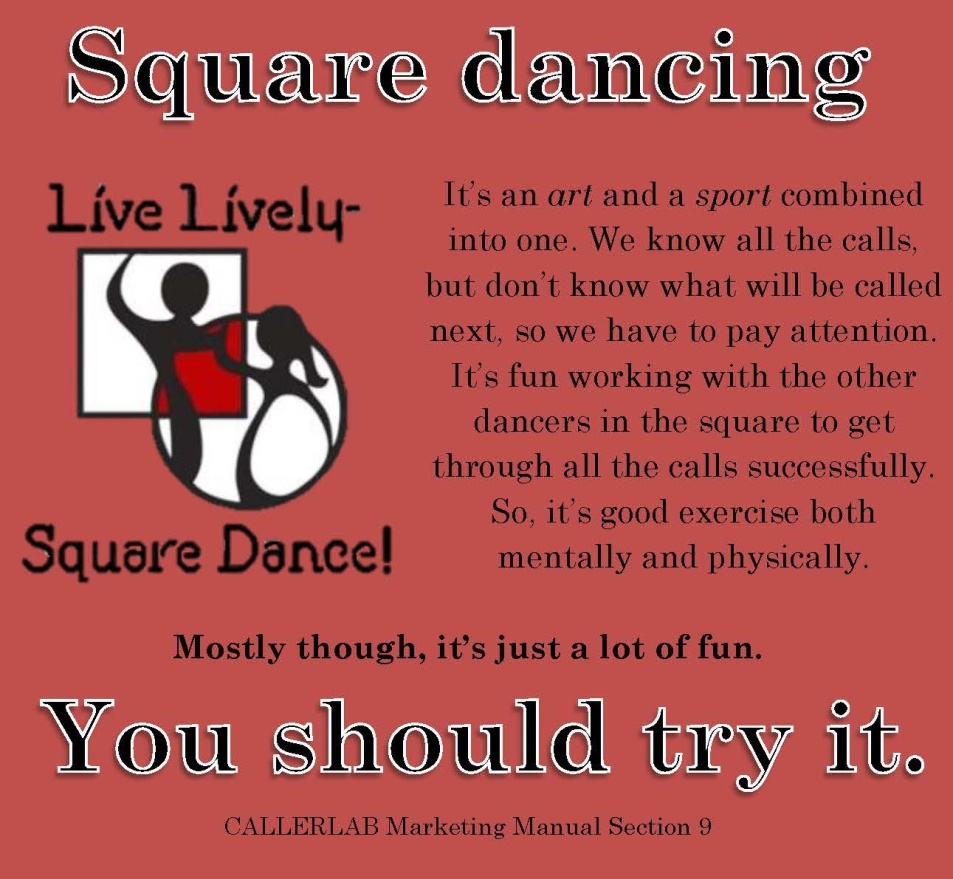 Square dancing
Live Lively-
Square Dance!
It's an art and a sport combined
into one. We know all the calls,
but don't know what will be called
next, so we have to pay attention.
It's fun working with the other
dancers in the square to get
through all the calls successfully.
So, it's good exercise both
mentally and physically.
Mostly though, it's just a lot of fun.
You should try it.
CALLERLAB Marketing Manual Section 9